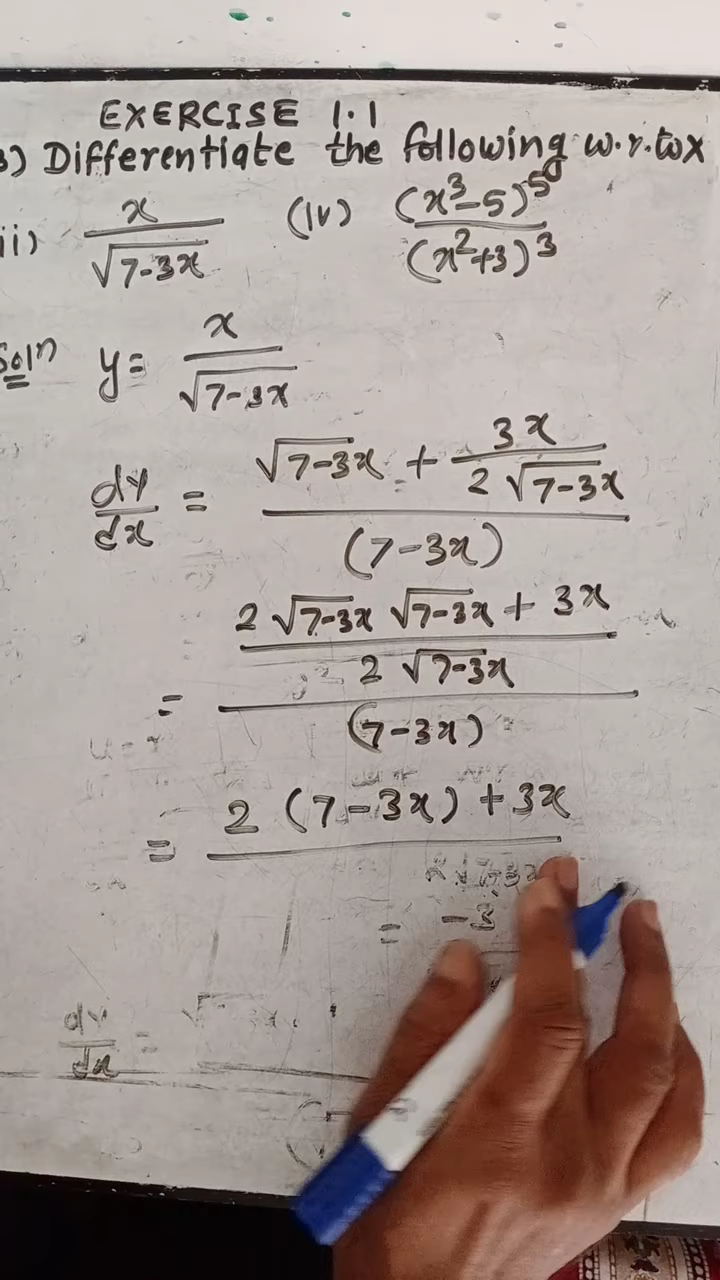 EXERCISE 1.1
3) Differentiate the following w.r.to x
ii) x/√(7-3x) (iv) (x³-5)⁵/(x²+3)³
Soln y= x/√(7-3x)
dy/dx = (√(7-3x) + 3x/(2√(7-3x)))/(7-3x)
= ((2√(7-3x) √(7-3x) + 3x)/(2√(7-3x)))/(7-3x)
= 2(7-3x)+3x
= -3
dy/dx =